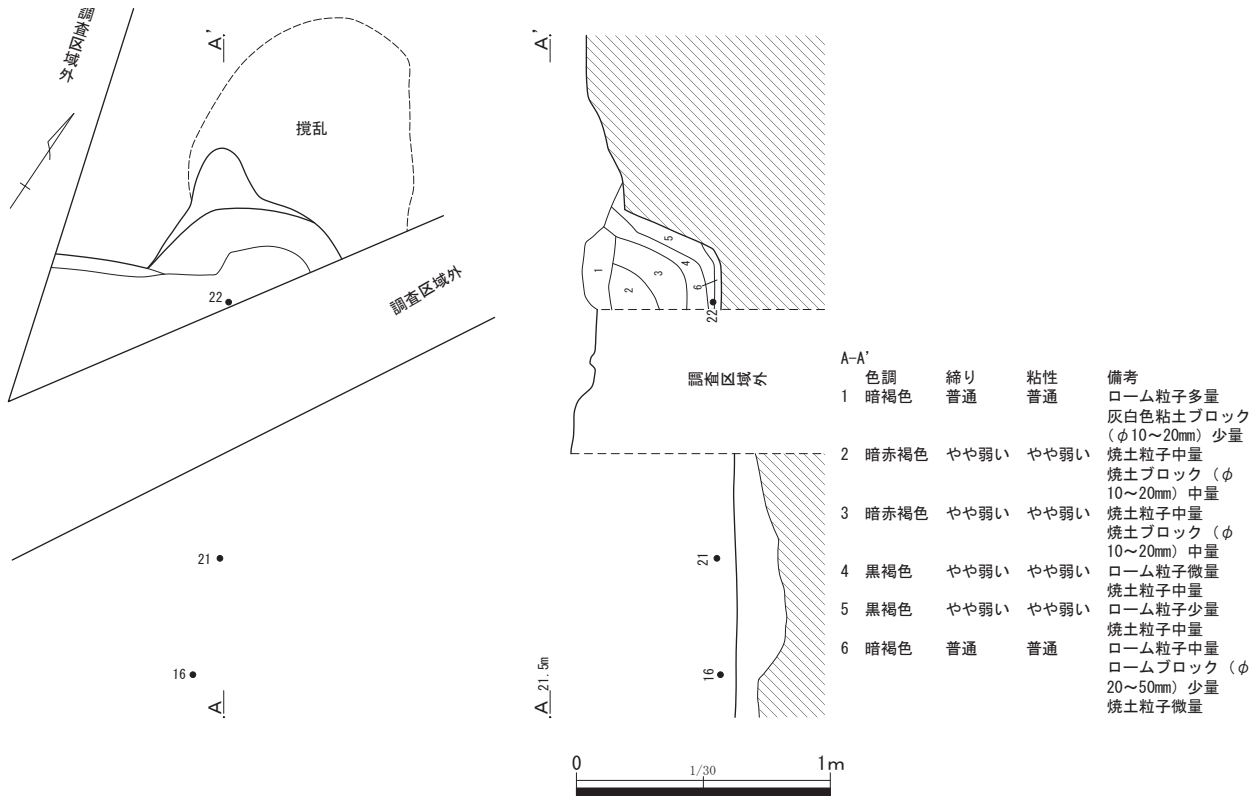 調査区域外
A'
A'
撹乱
調査区域外
22
21
16
A
1
2
3
4
5
6
22
調査区域外
21
16
A 21.5m
A-A'
色調 締り 粘性 備考
1 暗褐色 普通 普通 ローム粒子多量
灰白色粘土ブロック
(φ10～20mm) 少量
2 暗赤褐色 やや弱い やや弱い 焼土粒子中量
焼土ブロック (φ
10～20mm) 中量
3 暗赤褐色 やや弱い やや弱い 焼土粒子中量
焼土ブロック (φ
10～20mm) 中量
4 黒褐色 やや弱い やや弱い ローム粒子微量
焼土粒子中量
5 黒褐色 やや弱い やや弱い ローム粒子少量
焼土粒子中量
6 暗褐色 普通 普通 ローム粒子中量
ロームブロック (φ
20～50mm) 少量
焼土粒子微量
0 1/30 1m